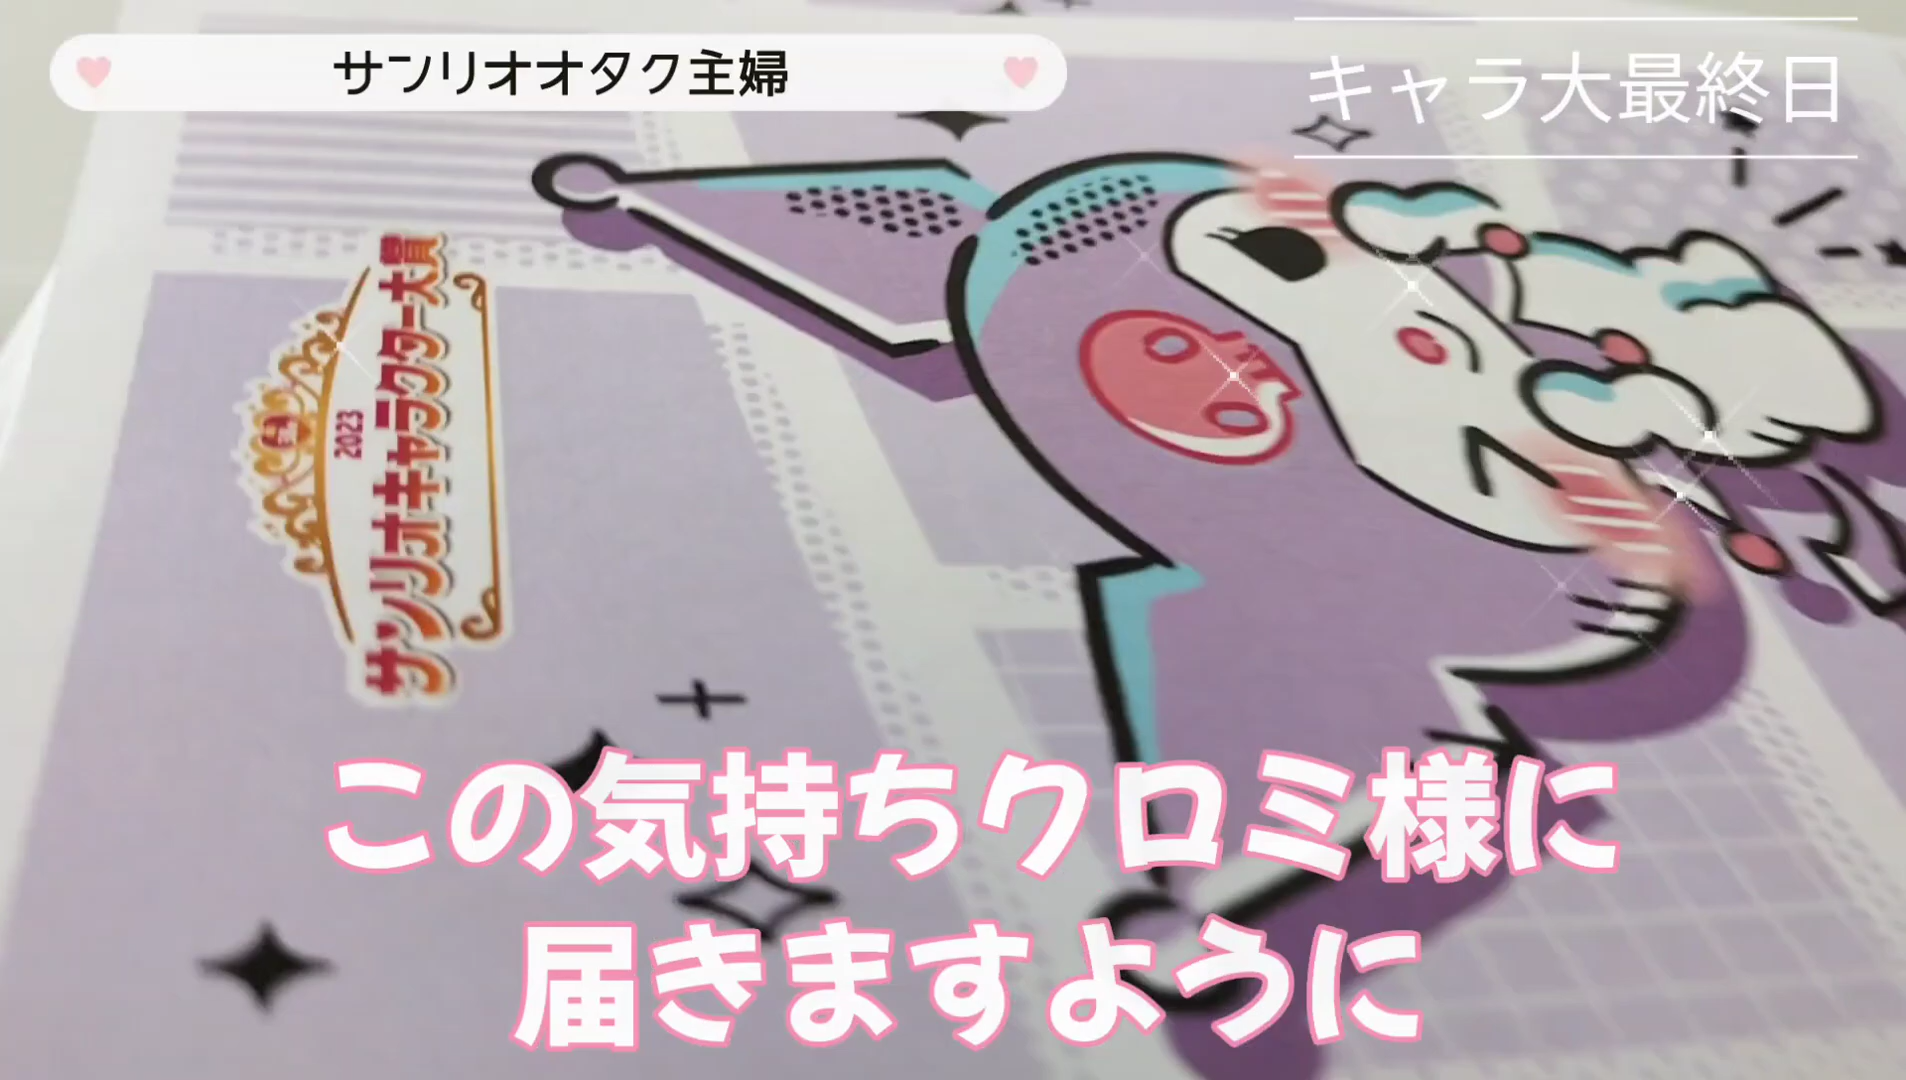 サンリオオタク主婦
キャラ大最終日
2023
サンリオキャラクター大賞
この気持ちクロミ様に
届きますように